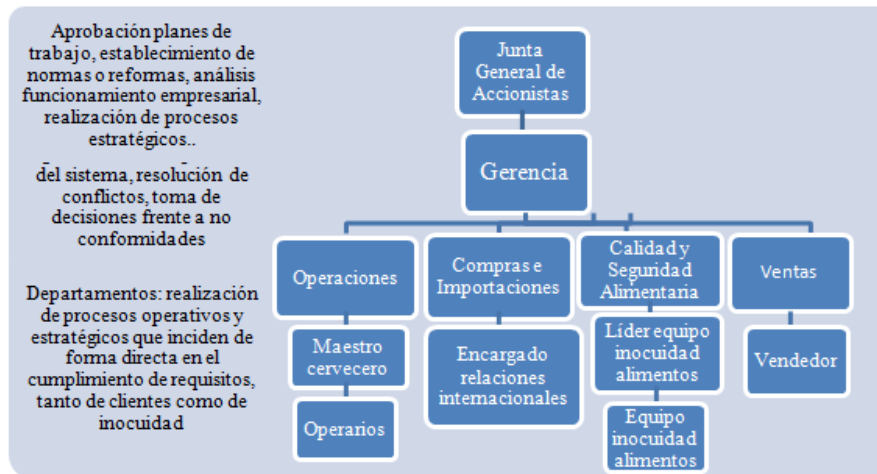 Aprobación planes de
trabajo, establecimiento de
normas o reformas, análisis
funcionamiento empresarial,
realización de procesos
estratégicos..
del sistema, resolución de
conflictos, toma de
decisiones frente a no
conformidades
Departamentos: realización
de procesos operativos y
estratégicos que inciden de
forma directa en el
cumplimiento de requisitos,
tanto de clientes como de
inocuidad
Junta
General de
Accionistas
Gerencia
Operaciones
Maestro
cervecero
Operarios
Compras e
Importaciones
Encargado
relaciones
internacionales
Calidad y
Seguridad
Alimentaria
Líder equipo
inocuidad
alimentos
Equipo
inocuidad
alimentos
Ventas
Vendedor